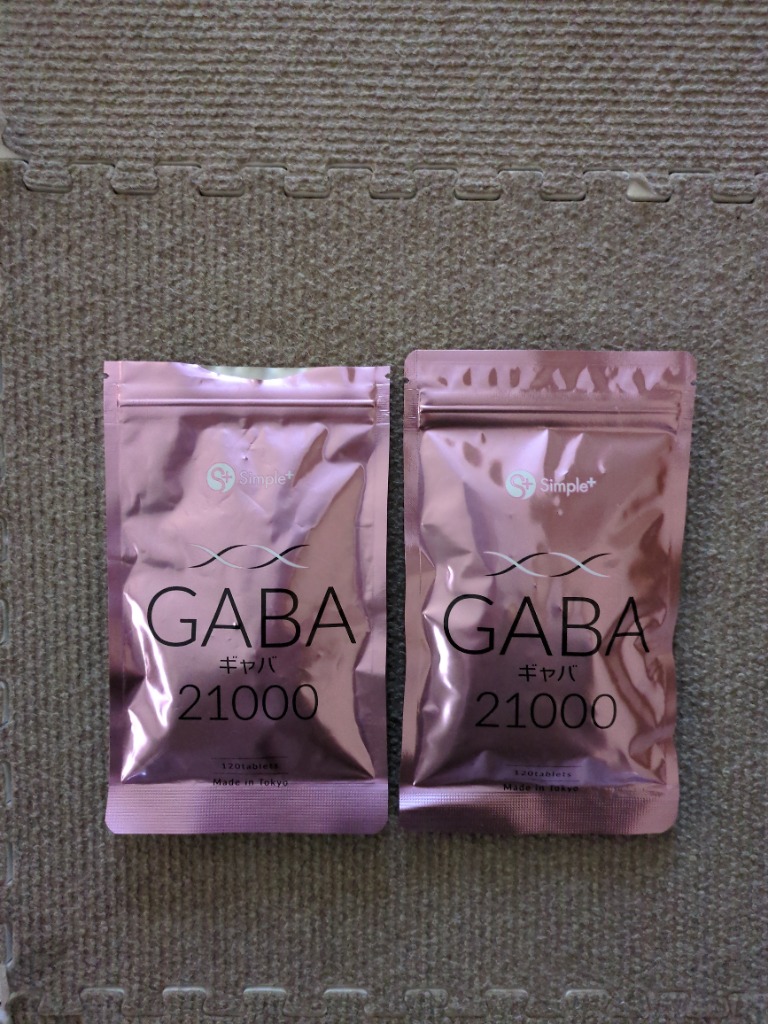 Simple+
GABA
ギャバ
21000
120tablets
Made in Tokyo
Simple+
GABA
ギャバ
21000
120tablets
Made in Tokyo